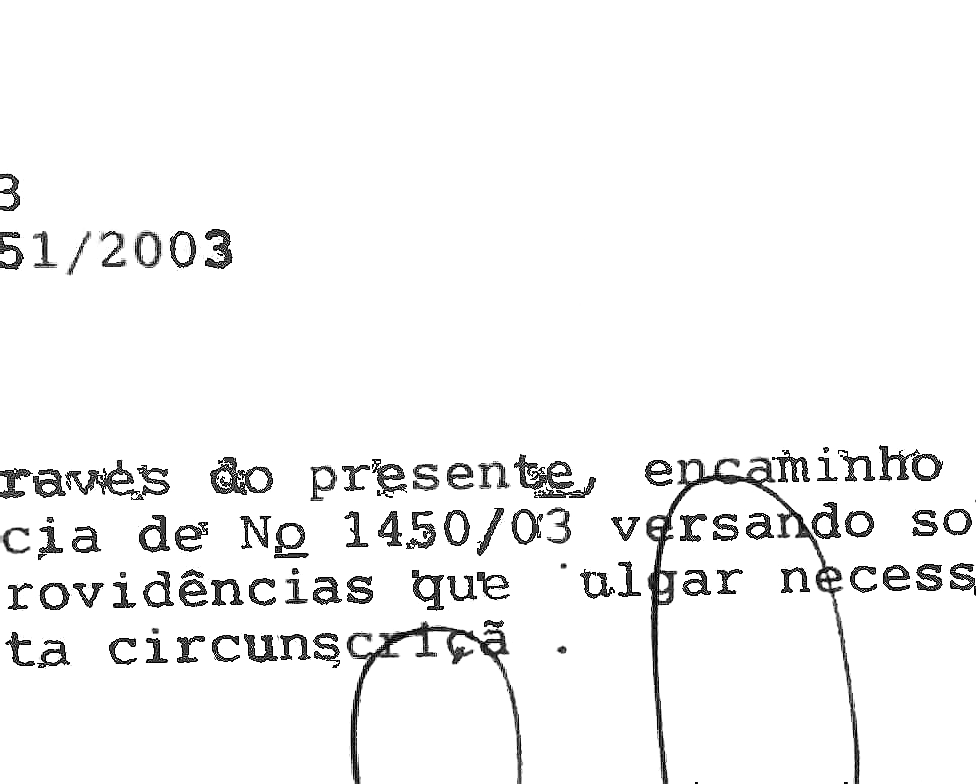 3
51/2003
ravés do presente, encaminho
cia de Nº 1450/03 versando so
rovidências que ulgar necess
ta circunscriçã .